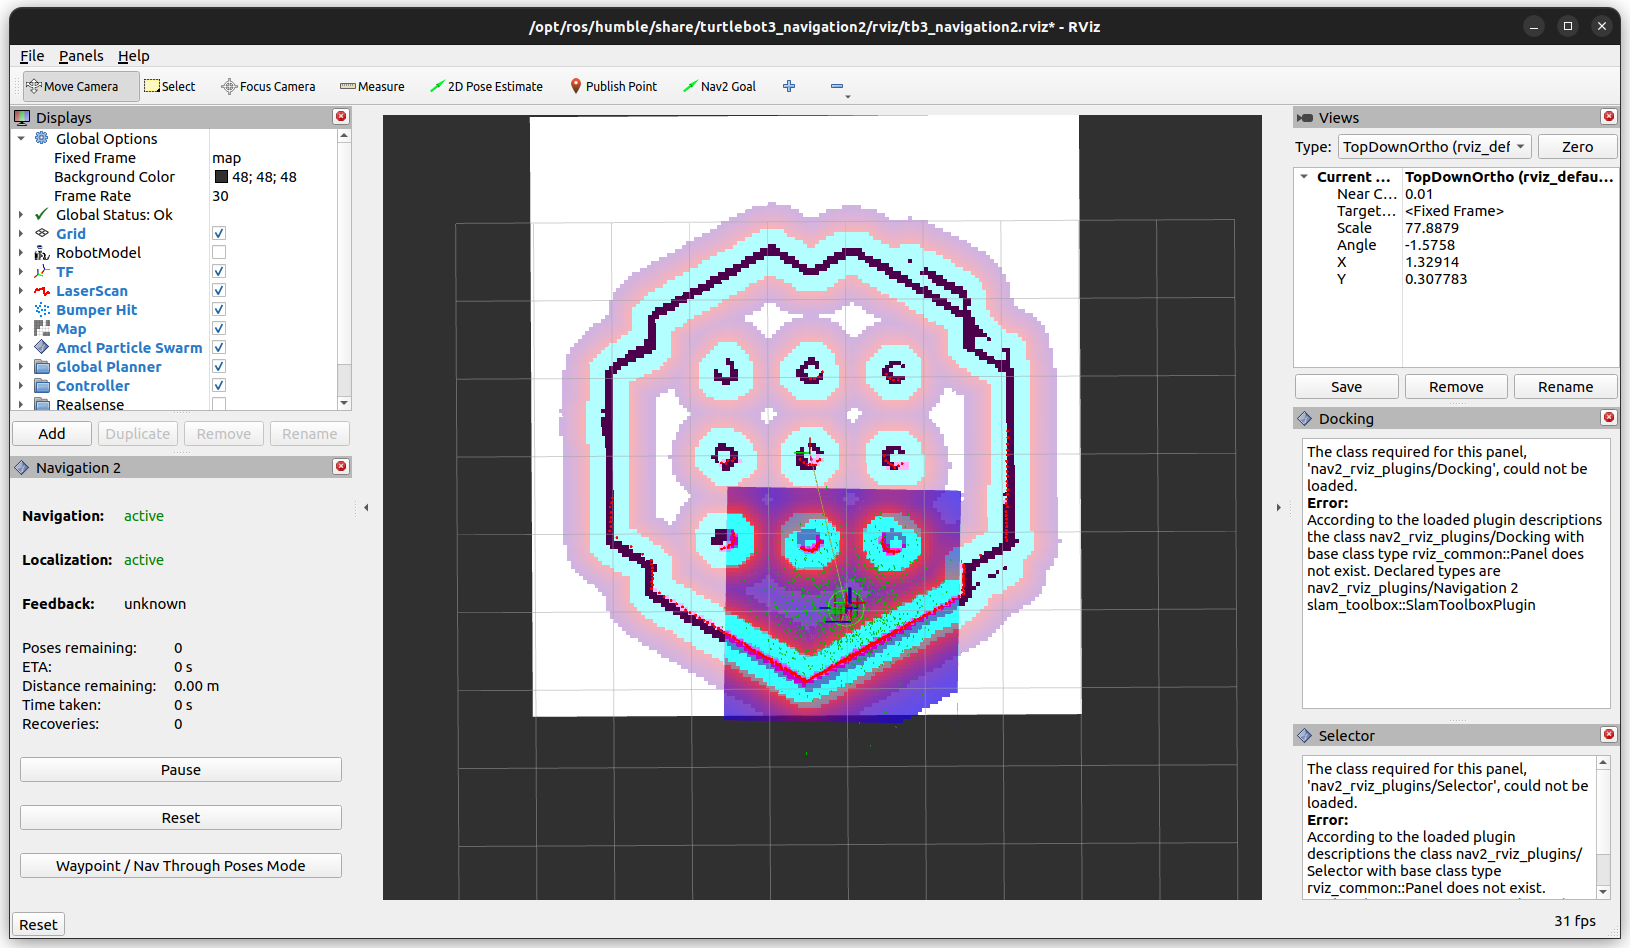 /opt/ros/humble/share/turtlebot3_navigation2/rviz/tb3_navigation2.rviz* - RViz
File Panels Help
Move Camera Select Focus Camera Measure 2D Pose Estimate Publish Point Nav2 Goal
Displays
Global Options
Fixed Frame map
Background Color 48; 48; 48
Frame Rate 30
Global Status: Ok
Grid
RobotModel
TF
LaserScan
Bumper Hit
Map
Amcl Particle Swarm
Global Planner
Controller
Realsense
Add Duplicate Remove Rename
Navigation 2
Navigation: active
Localization: active
Feedback: unknown
Poses remaining: 0
ETA: 0 s
Distance remaining: 0.00 m
Time taken: 0 s
Recoveries: 0
Pause
Reset
Waypoint / Nav Through Poses Mode
Reset
Views
Type: TopDownOrtho (rviz_def Zero
Current ... TopDownOrtho (rviz_defau...
Near C... 0.01
Target... <Fixed Frame>
Scale 77.8879
Angle -1.5758
X 1.32914
Y 0.307783
Save Remove Rename
Docking
The class required for this panel,
'nav2_rviz_plugins/Docking', could not be
loaded.
Error:
According to the loaded plugin descriptions
the class nav2_rviz_plugins/Docking with
base class type rviz_common::Panel does
not exist. Declared types are
nav2_rviz_plugins/Navigation 2
slam_toolbox::SlamToolboxPlugin
Selector
The class required for this panel,
'nav2_rviz_plugins/Selector', could not be
loaded.
Error:
According to the loaded plugin
descriptions the class nav2_rviz_plugins/
Selector with base class type
rviz_common::Panel does not exist.
31 fps